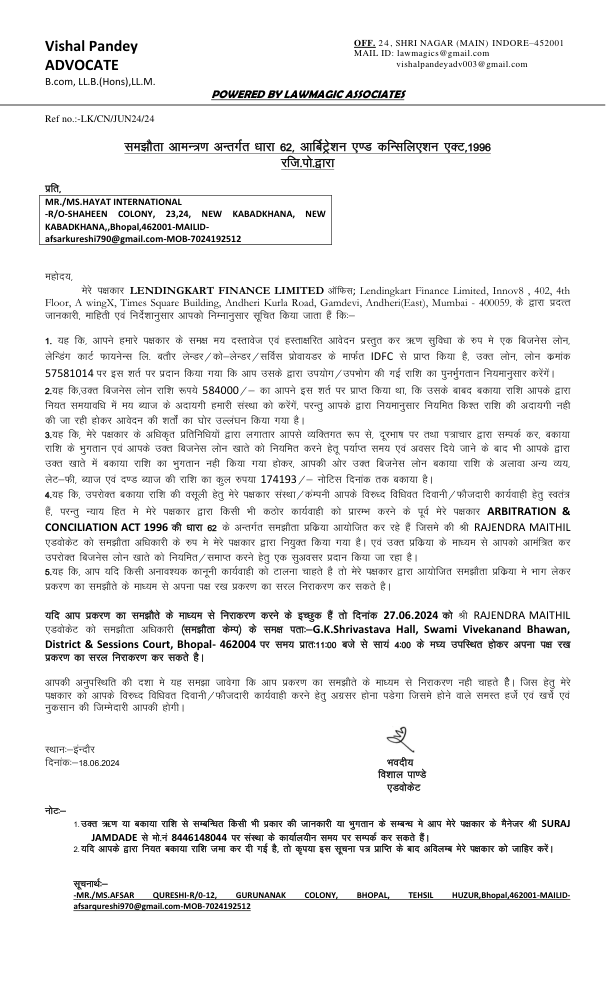 Vishal Pandey
ADVOCATE
B.com, LL.B.(Hons),LL.M.
OFF. 24, SHRI NAGAR (MAIN) INDORE–452001
MAIL ID: lawmagics@gmail.com
vishalpandeyadv003@gmail.com
POWERED BY LAWMAGIC ASSOCIATES
Ref no.:-LK/CN/JUN24/24
समझौता आमन्त्रण अन्तर्गत धारा 62, आर्बिट्रेशन एण्ड कन्सिलिएशन एक्ट,1996
रजि.पो.द्वारा
प्रति,
MR./MS.HAYAT INTERNATIONAL
-R/O-SHAHEEN COLONY, 23,24, NEW KABADKHANA, NEW
KABADKHANA,,Bhopal,462001-MAILID-
afsarkureshi790@gmail.com-MOB-7024192512
महोदय,
मेरे पक्षकार LENDINGKART FINANCE LIMITED ऑफिस; Lendingkart Finance Limited, Innov8 , 402, 4th
Floor, A wingX, Times Square Building, Andheri Kurla Road, Gamdevi, Andheri(East), Mumbai - 400059, के द्वारा प्रदत्त
जानकारी, माहिती एवं निर्देशानुसार आपको निम्नानुसार सूचित किया जाता हैं किः–
1. यह कि, आपने हमारे पक्षकार के समक्ष मय दस्तावेज एवं हस्ताक्षरित आवेदन प्रस्तुत कर ऋण सुविधा के रुप मे एक बिजनेस लोन,
लेन्डिंग कार्ट फायनेन्स लि. बतौर लेन्डर/को–लेन्डर/सर्विस प्रोवायडर के मार्फत IDFC से प्राप्त किया है, उक्त लोन, लोन क्रमांक
57581014 पर इस शर्त पर प्रदान किया गया कि आप उसके द्वारा उपयोग/उपभोग की गई राशि का पुनर्भुगतान नियमानुसार करेंगें।
2.यह कि,उक्त बिजनेस लोन राशि रूपये 584000/– का आपने इस शर्त पर प्राप्त किया था, कि उसके बाबद बकाया राशि आपके द्वारा
नियत समयावधि में मय ब्याज के अदायगी हमारी संस्था को करेंगें, परन्तु आपके द्वारा नियमानुसार नियमित किश्त राशि की अदायगी नही
की जा रही होकर आवेदन की शर्तों का घोर उल्लंघन किया गया है।
3.यह कि, मेरे पक्षकार के अधिकृत प्रतिनिधियों द्वारा लगातार आपसे व्यक्तिगत रूप से, दूरभाष पर तथा पत्राचार द्वारा सम्पर्क कर, बकाया
राशि के भुगतान एवं आपके उक्त बिजनेस लोन खाते को नियमित करने हेतू पर्याप्त समय एवं अवसर दिये जाने के बाद भी आपके द्वारा
उक्त खाते में बकाया राशि का भुगतान नही किया गया होकर, आपकी ओर उक्त बिजनेस लोन बकाया राशि के अलावा अन्य व्यय,
लेट–फी, ब्याज एवं दण्ड ब्याज की राशि का कुल रुपया 174193/– नोटिस दिनांक तक बकाया है।
4.यह कि, उपरोक्त बकाया राशि की वसूली हेतु मेरे पक्षकार संस्था/कंम्पनी आपके विरुध्द विधिवत दिवानी/फौजदारी कार्यवाही हेतु स्वतंत्र
हैं, परन्तु न्याय हित मे मेरे पक्षकार द्वारा किसी भी कठोर कार्यवाही को प्रारम्भ करने के पूर्व मेरे पक्षकार ARBITRATION &
CONCILIATION ACT 1996 की धारा 62 के अन्तर्गत समझौता प्रक्रिया आयोजित कर रहे हैं जिसमे की श्री RAJENDRA MAITHIL
एडवोकेट को समझौता अधिकारी के रुप मे मेरे पक्षकार द्वारा नियुक्त किया गया है। एवं उक्त प्रक्रिया के माध्यम से आपको आमंत्रित कर
उपरोक्त बिजनेस लोन खाते को नियमित/समाप्त करने हेतु एक सुअवसर प्रदान किया जा रहा है।
5.यह कि, आप यदि किसी अनावश्यक कानूनी कार्यवाही को टालना चाहते है तो मेरे पक्षकार द्वारा आयोजित समझौता प्रक्रिया मे भाग लेकर
प्रकरण का समझौते के माध्यम से अपना पक्ष रख प्रकरण का सरल निराकरण कर सकते है।
यदि आप प्रकरण का समझौते के माध्यम से निराकरण करने के इच्छुक हैं तो दिनांक 27.06.2024 को श्री RAJENDRA MAITHIL
एडवोकेट को समझौता अधिकारी (समझौता केम्प) के समक्ष पताः–G.K.Shrivastava Hall, Swami Vivekanand Bhawan,
District & Sessions Court, Bhopal- 462004 पर समय प्रातः11:00 बजे से सायं 4:00 के मघ्य उपस्थित होकर अपना पक्ष रख
प्रकरण का सरल निराकरण कर सकते है।
आपकी अनुपस्थिति की दशा मे यह समझा जावेगा कि आप प्रकरण का समझौते के माध्यम से निराकरण नही चाहते है। जिस हेतु मेरे
पक्षकार को आपके विरुध्द विधिवत दिवानी/फौजदारी कार्यवाही करने हेतु अग्रसर होना पडेगा जिसमे होने वाले समस्त हर्जे एवं खर्चे एवं
नुकसान की जिम्मेदारी आपकी होगी।
स्थानः–इंन्दौर
दिनांकः–18.06.2024
भवदीय
विशाल पाण्डे
एडवोकेट
नोटः–
1.उक्त ऋण या बकाया राशि से सम्बन्धित किसी भी प्रकार की जानकारी या भुगतान के सम्बन्ध मे आप मेरे पक्षकार के मैनेजर श्री SURAJ
JAMDADE से मो.नं 8446148044 पर संस्था के कार्यालयीन समय पर सम्पर्क कर सकते हैं।
2.यदि आपके द्वारा नियत बकाया राशि जमा कर दी गई है, तो कृपया इस सूचना पत्र प्राप्ति के बाद अविलम्ब मेरे पक्षकार को जाहिर करें।
सूचनार्थः–
-MR./MS.AFSAR QURESHI-R/0-12, GURUNANAK COLONY, BHOPAL, TEHSIL HUZUR,Bhopal,462001-MAILID-
afsarqureshi970@gmail.com-MOB-7024192512